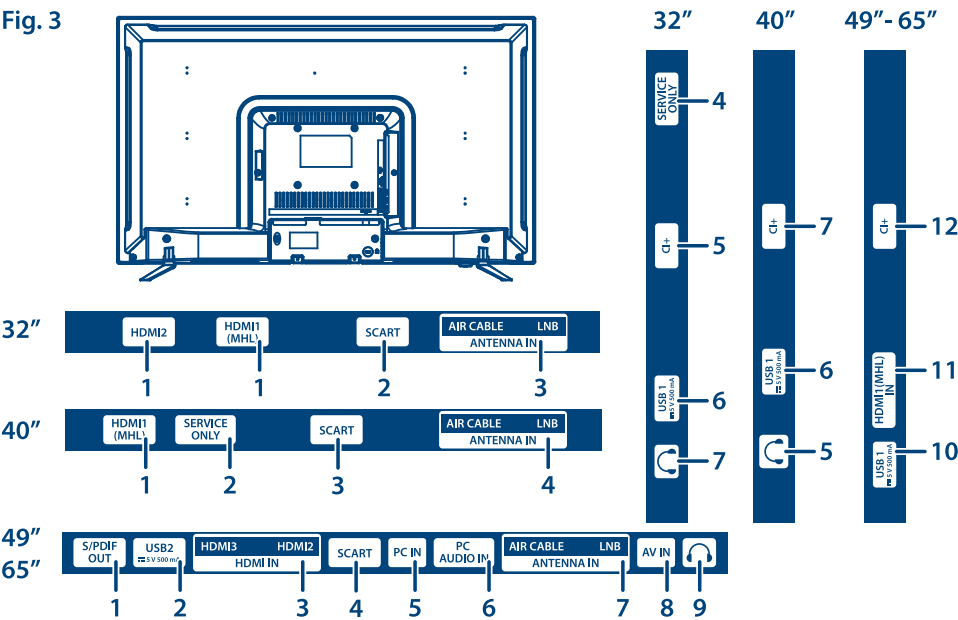 Fig. 3
32” 40” 49”- 65”
SERVICE
ONLY
4
CI+
5
USB 1
5 V 500 mA
6
7
CI+
7
USB 1
5 V 500 mA
6
5
CI+
12
HDMI1(MHL)
IN
11
USB 1
5 V 500 mA
10
32”
HDMI2
HDMI1
(MHL)
SCART
AIR CABLE LNB
ANTENNA IN
1 1 2 3
40”
HDMI1
(MHL)
SERVICE
ONLY
SCART
AIR CABLE LNB
ANTENNA IN
1 2 3 4
49”
65”
S/PDIF
OUT
USB2
5 V 500 mA
HDMI3 HDMI2
HDMI IN
SCART
PC IN
PC
AUDIO IN
AIR CABLE LNB
ANTENNA IN
AV IN
1 2 3 4 5 6 7 8 9